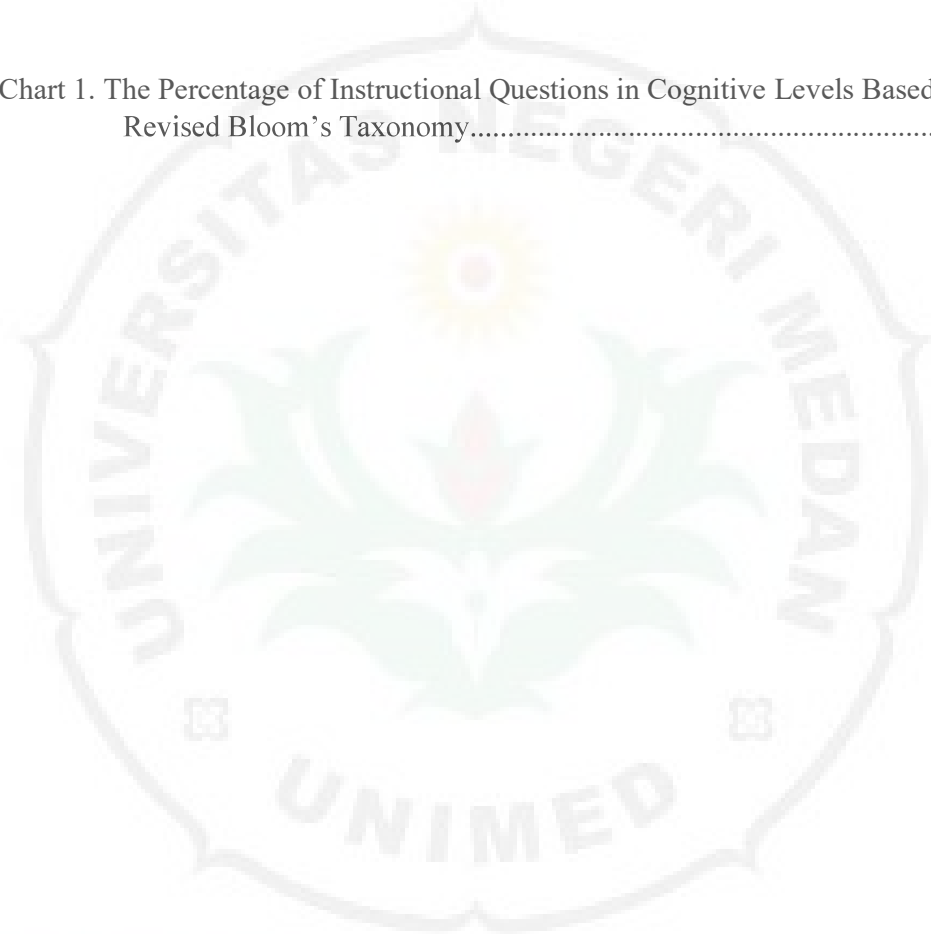 Chart 1. The Percentage of Instructional Questions in Cognitive Levels Based
Revised Bloom’s Taxonomy.............................................................
UNIVERSITAS NEGERI MEDAN
UNIMED